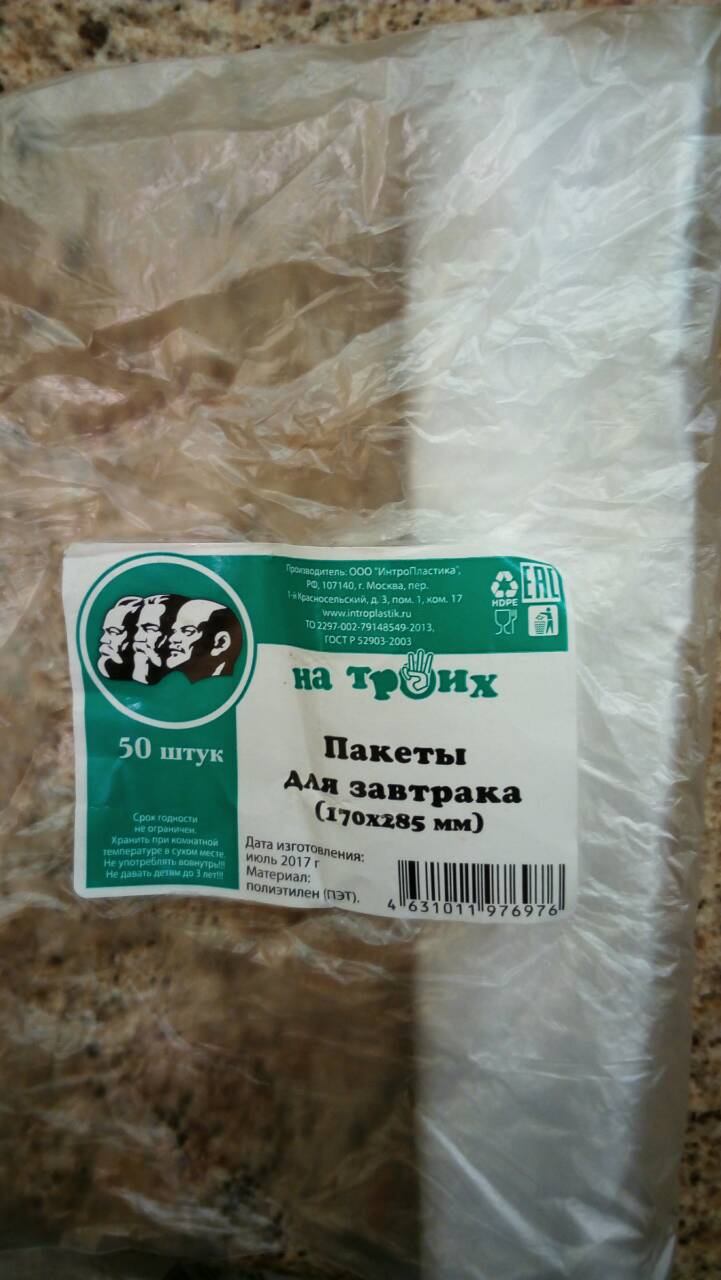 Производитель: ООО "ИнтроПластика",
РФ, 107140, г. Москва, пер.
1-й Красносельский, д. 3, пом. 1, ком. 17
www.introplastik.ru
ТО 2297-002-79148549-2013,
ГОСТ Р 52903-2003
HDPE
EAC
на троих
50 штук
Пакеты
для завтрака
(170x285 мм)
Срок годности
не ограничен.
Хранить при комнатной
температуре в сухом месте.
Не употреблять вовнутрь!!!
Не давать детям до 3 лет!!!
Дата изготовления:
июль 2017 г
Материал:
полиэтилен (ПЭТ).
4 631011 976976